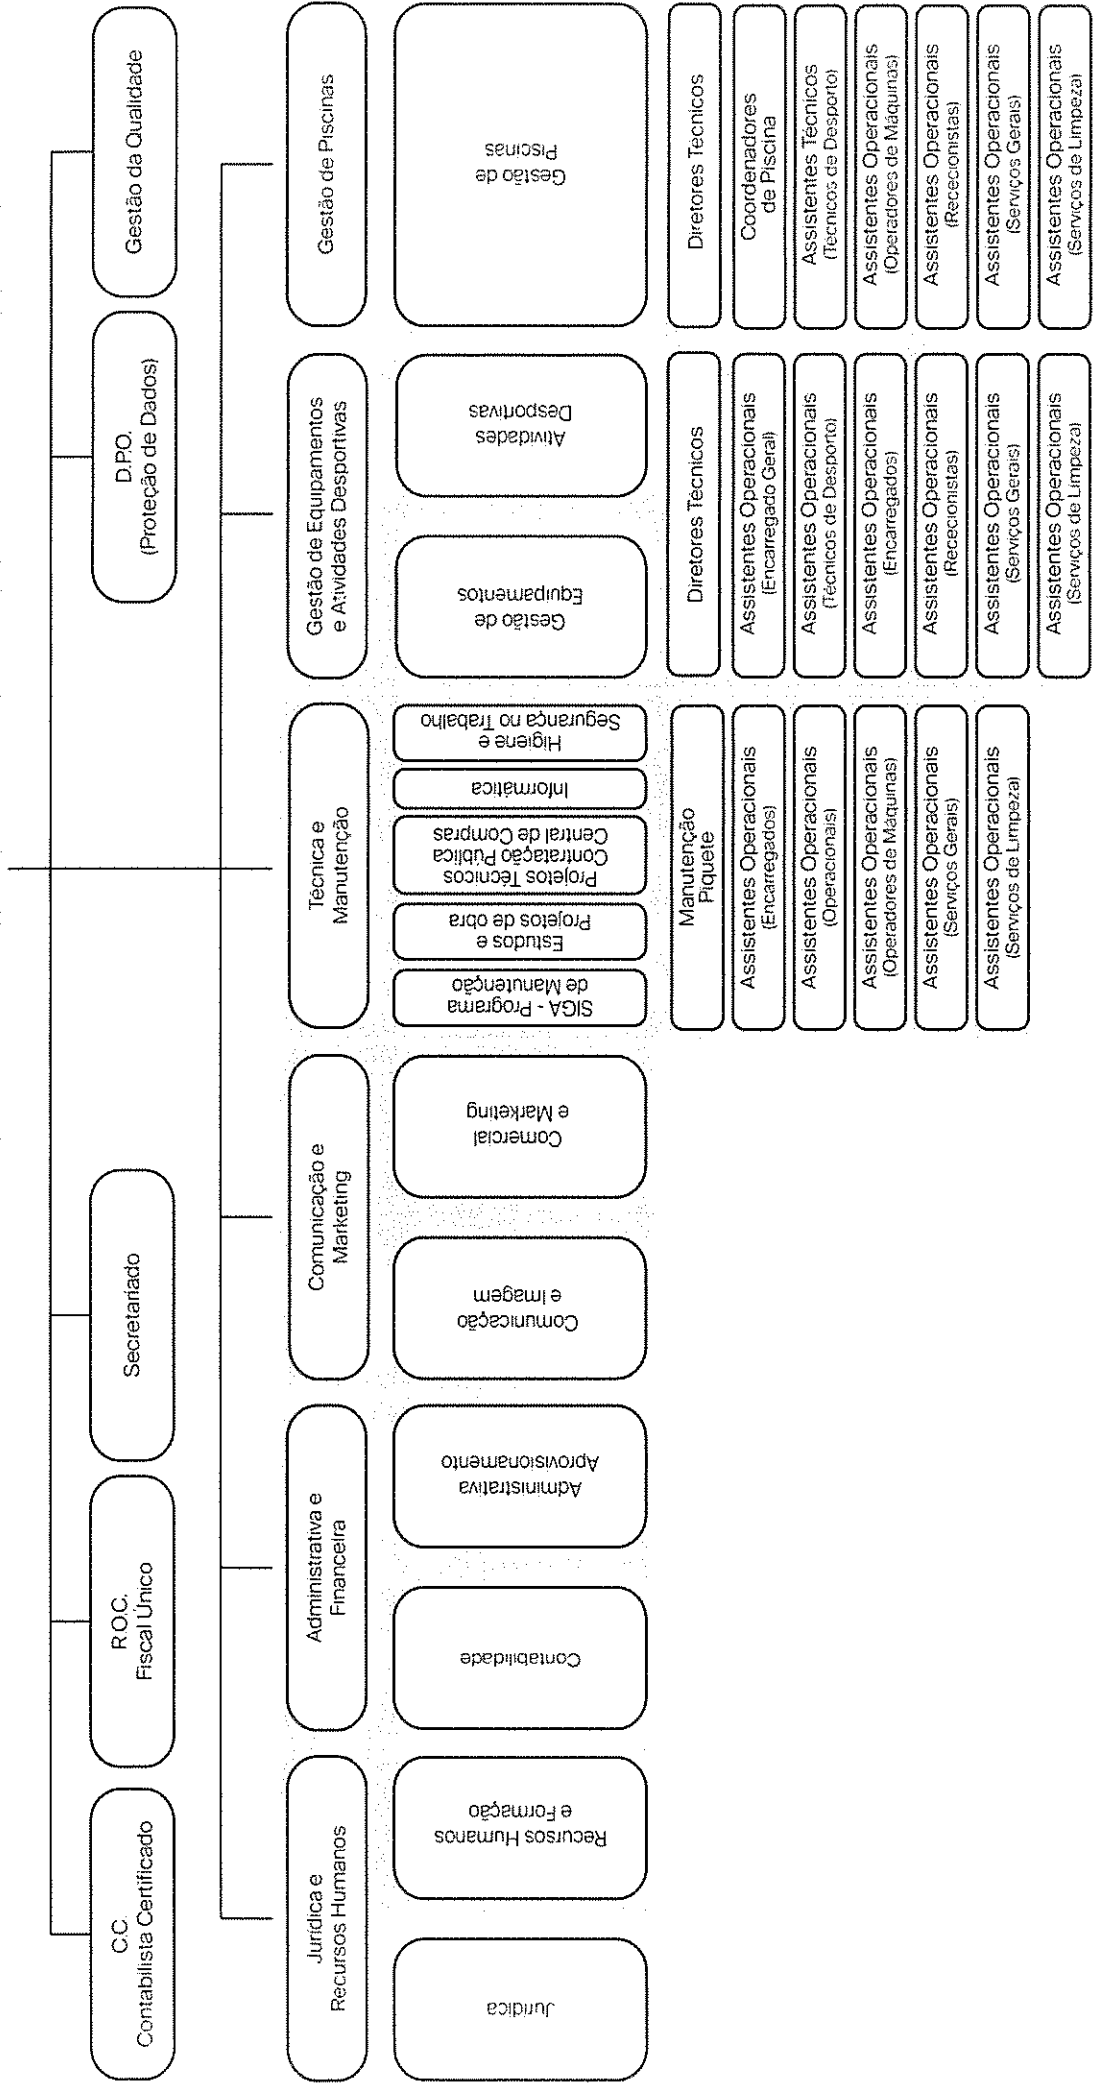 C.C.
Contabilista Certificado
R.O.C.
Fiscal Único
Secretariado
D.P.O.
(Proteção de Dados)
Gestão da Qualidade
Jurídica e
Recursos Humanos
Administrativa e
Financeira
Comunicação e
Marketing
Técnica e
Manutenção
Gestão de Equipamentos
e Atividades Desportivas
Gestão de Piscinas
Jurídica
Recursos Humanos
e Formação
Contabilidade
Administrativa
Aprovisionamento
Comunicação
e Imagem
Comercial
e Marketing
SIGA - Programa
de Manutenção
Estudos e
Projetos de obra
Projetos Técnicos
Contratação Pública
Central de Compras
Informática
Higiene e
Segurança no Trabalho
Gestão de
Equipamentos
Atividades
Desportivas
Gestão de
Piscinas
Manutenção
Piquete
Assistentes Operacionais
(Encarregados)
Assistentes Operacionais
(Operacionais)
Assistentes Operacionais
(Operadores de Máquinas)
Assistentes Operacionais
(Serviços Gerais)
Assistentes Operacionais
(Serviços de Limpeza)
Diretores Técnicos
Assistentes Operacionais
(Encarregado Geral)
Assistentes Operacionais
(Técnicos de Desporto)
Assistentes Operacionais
(Encarregados)
Assistentes Operacionais
(Rececionistas)
Assistentes Operacionais
(Serviços Gerais)
Assistentes Operacionais
(Serviços de Limpeza)
Diretores Tecnicos
Coordenadores
de Piscina
Assistentes Técnicos
(Técnicos de Desporto)
Assistentes Operacionais
(Operadores de Máquinas)
Assistentes Operacionais
(Rececionistas)
Assistentes Operacionais
(Serviços Gerais)
Assistentes Operacionais
(Serviços de Limpeza)